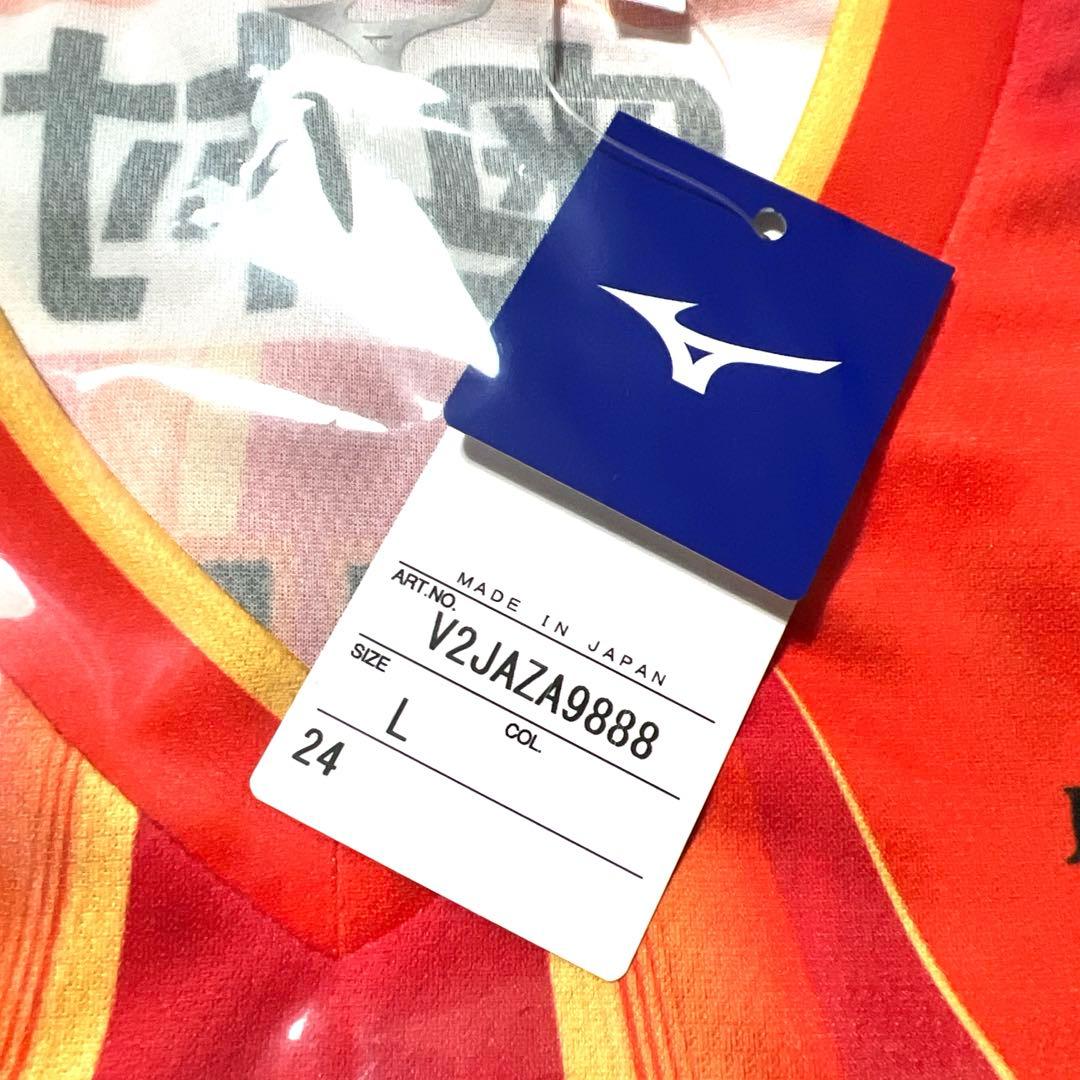 MADE IN JAPAN
ART.NO.
V2JAZA9888
SIZE
L
COL.
24